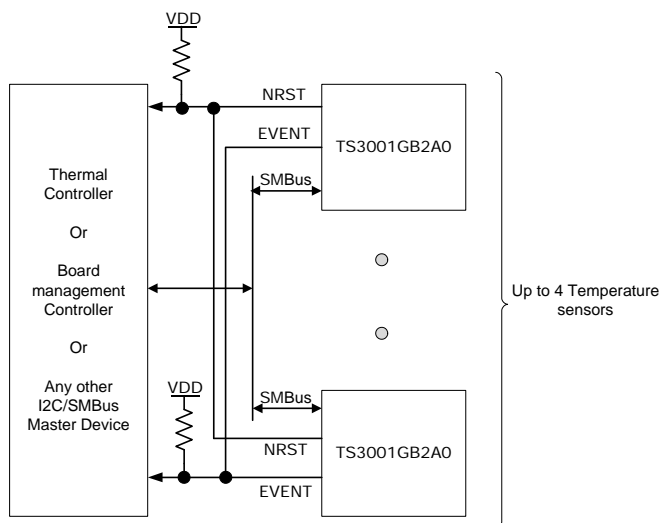 VDD
NRST
EVENT
TS3001GB2A0
SMBus
Thermal
Controller
Or
Board
management
Controller
Or
Any other
I2C/SMBus
Master Device
Up to 4 Temperature
sensors
VDD
SMBus
NRST
TS3001GB2A0
EVENT